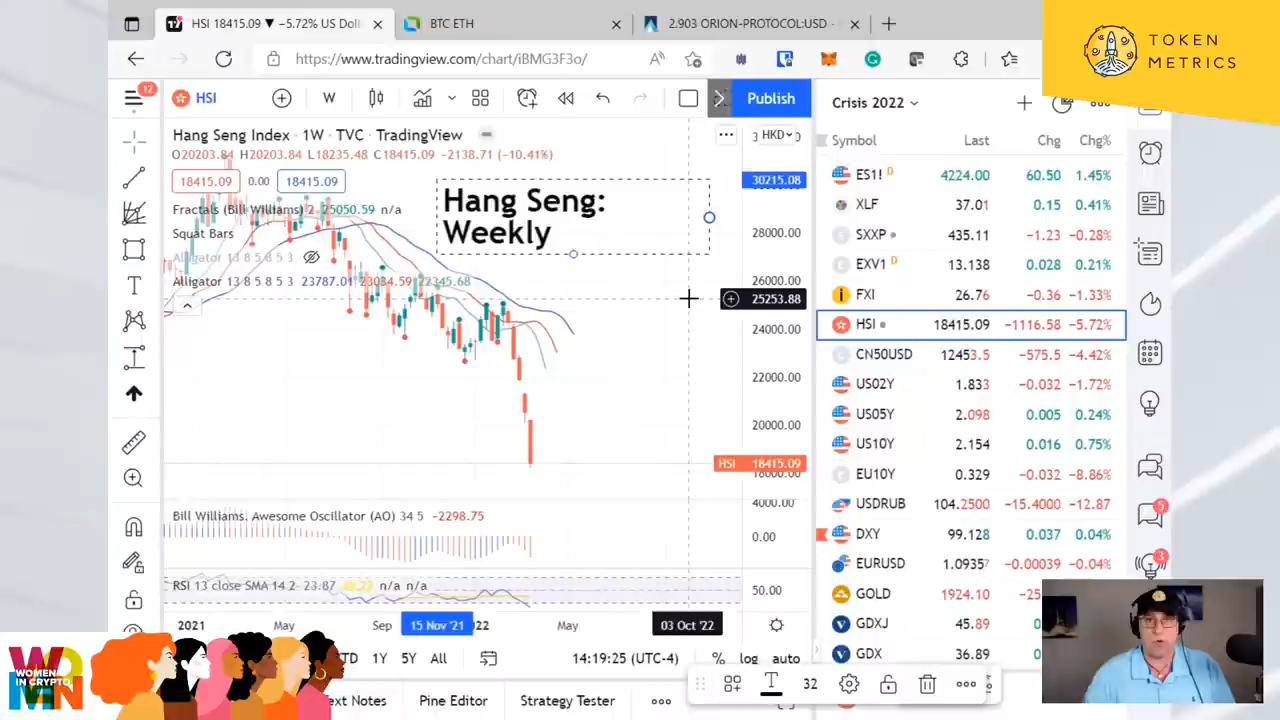 HSI 18415.09 ▼ −5.72% US Doll
BTC ETH
2.903 ORION-PROTOCOL:USD -
https://www.tradingview.com/chart/iBMG3F3o/
TOKEN
METRICS
12
HSI
W
Publish
Crisis 2022
Hang Seng Index · 1W · TVC · TradingView
HKD
O20203.84 H20203.84 L18235.48 C18415.09 −2138.71 (−10.41%)
18415.09 0.00 18415.09
Fractals (Bill Williams) 2 25050.59 n/a
Squat Bars
Alligator 13 8 5 8 5 3
Alligator 13 8 5 8 5 3 23787.01 23034.59 22345.68
Hang Seng:
Weekly
30215.08
28000.00
26000.00
25253.88
24000.00
22000.00
20000.00
HSI 18415.09
18000.00
Bill Williams. Awesome Oscillator (AO) 34 5 −2298.75
4000.00
0.00
RSI 13 close SMA 14 2 23.87 n/a n/a
50.00
2021 May Sep 15 Nov '21 May 03 Oct '22
1Y 5Y All 14:19:25 (UTC-4) % log auto
Pine Editor Strategy Tester
32
Symbol Last Chg Chg%
ES1! D 4224.00 60.50 1.45%
XLF 37.01 0.15 0.41%
SXXP 435.11 −1.23 −0.28%
EXV1 D 13.138 0.028 0.21%
FXI 26.76 −0.36 −1.33%
HSI 18415.09 −1116.58 −5.72%
CN50USD 12453.5 −575.5 −4.42%
US02Y 1.833 −0.032 −1.72%
US05Y 2.098 0.005 0.24%
US10Y 2.154 0.016 0.75%
EU10Y 0.329 −0.032 −8.86%
USDRUB 104.2500 −15.4000 −12.87
DXY 99.128 0.037 0.04%
EURUSD 1.09357 −0.00039 −0.04%
GOLD 1924.10 −25
GDXJ 45.89 0
GDX 36.89 0
5
3
WOMEN
WOMEN
IN CRYPTO